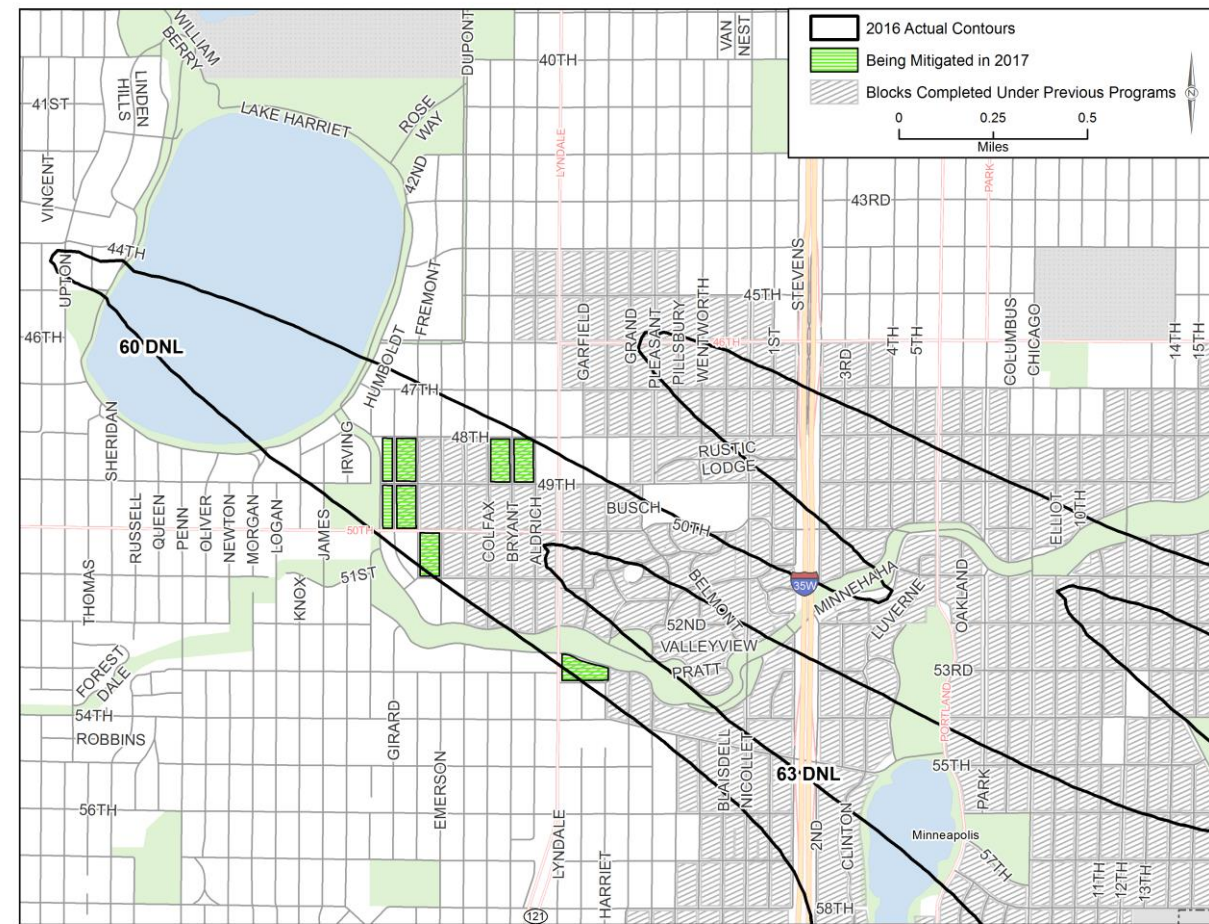 2016 Actual Contours
Being Mitigated in 2017
Blocks Completed Under Previous Programs
N
0 0.25 0.5
Miles
WILLIAM
BERRY
DUPONT
VAN
NEST
40TH
41ST
LINDEN
HILLS
LAKE HARRIET
ROSE
WAY
42ND
LYNDALE
PARK
VINCENT
43RD
44TH
UPTON
FREMONT
STEVENS
45TH
46TH
60 DNL
HUMBOLDT
GARFIELD
GRAND
PLEASANT
PILLSBURY
WENTWORTH
46TH
1ST
3RD
4TH
5TH
COLUMBUS
CHICAGO
14TH
15TH
47TH
SHERIDAN
IRVING
48TH
RUSTIC
LODGE
49TH
BUSCH
50TH
ELLIOT
10TH
RUSSELL
QUEEN
PENN
OLIVER
NEWTON
MORGAN
LOGAN
JAMES
50TH
COLFAX
BRYANT
ALDRICH
THOMAS
KNOX
51ST
BELMONT
35W
MINNEHAHA
LUVERNE
OAKLAND
52ND
VALLEYVIEW
PRATT
53RD
FOREST
DALE
54TH
ROBBINS
GIRARD
EMERSON
PORTLAND
55TH
63 DNL
BLAISDELL
NICOLLET
PARK
56TH
LYNDALE
HARRIET
2ND
CLINTON
Minneapolis
57TH
11TH
12TH
13TH
121
58TH